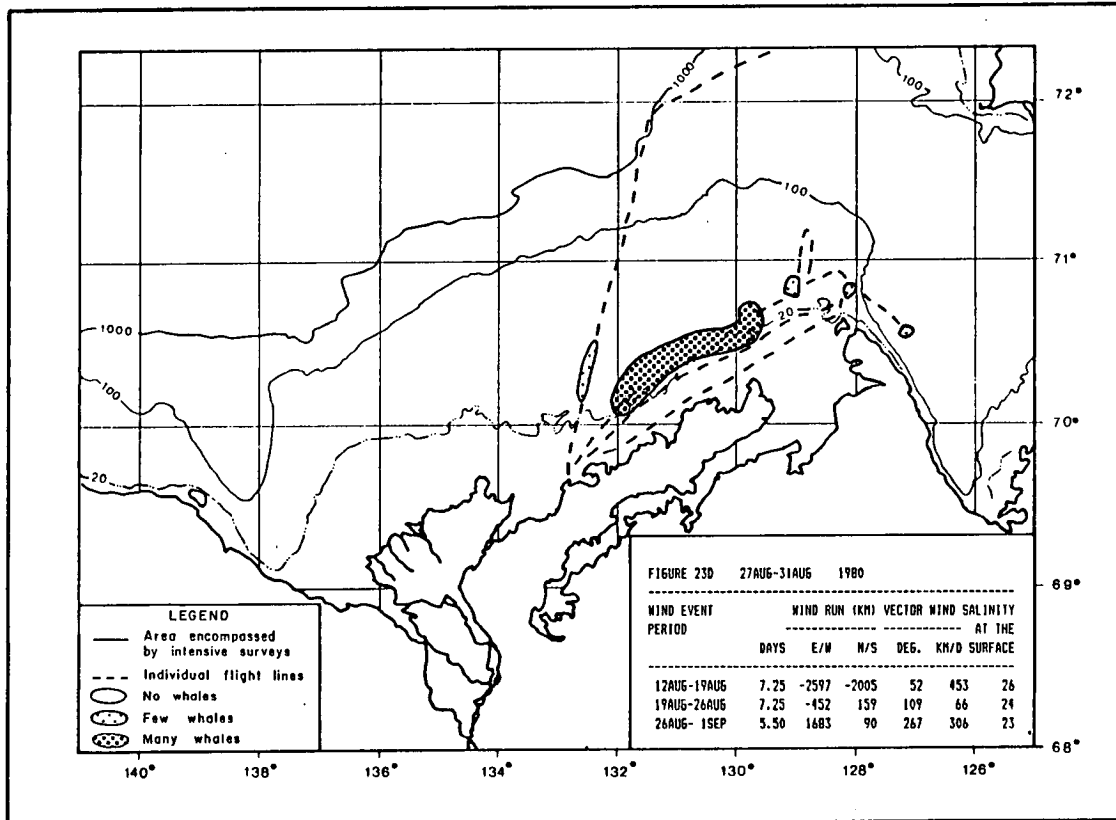 1000
100
72°
100
71°
1000
20
100
70°
20
FIGURE 23D 27AUG-31AUG 1980
WIND EVENT WIND RUN (KM) VECTOR WIND SALINITY
PERIOD AT THE
DAYS E/W N/S DEG. KM/D SURFACE
12AUG-19AUG 7.25 -2597 -2005 52 453 26
19AUG-26AUG 7.25 -452 159 109 66 24
26AUG- 1SEP 5.50 1683 90 267 306 23
69°
LEGEND
Area encompassed
by intensive surveys
Individual flight lines
No whales
Few whales
Many whales
68°
140° 138° 136° 134° 132° 130° 128° 126°